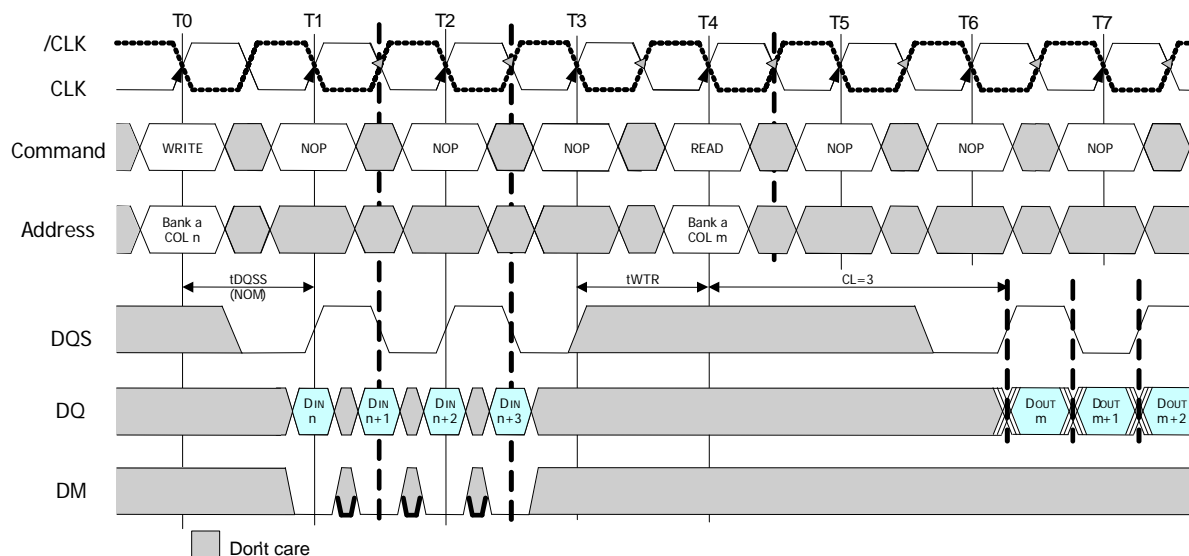 T0 T1 T2 T3 T4 T5 T6 T7
/CLK
CLK
Command WRITE NOP NOP NOP READ NOP NOP NOP
Address Bank a COL n Bank a COL m
tDQSS (NOM) tWTR CL=3
DQS
DQ DIN n DIN n+1 DIN n+2 DIN n+3 DOUT m DOUT m+1 DOUT m+2
DM
Don't care